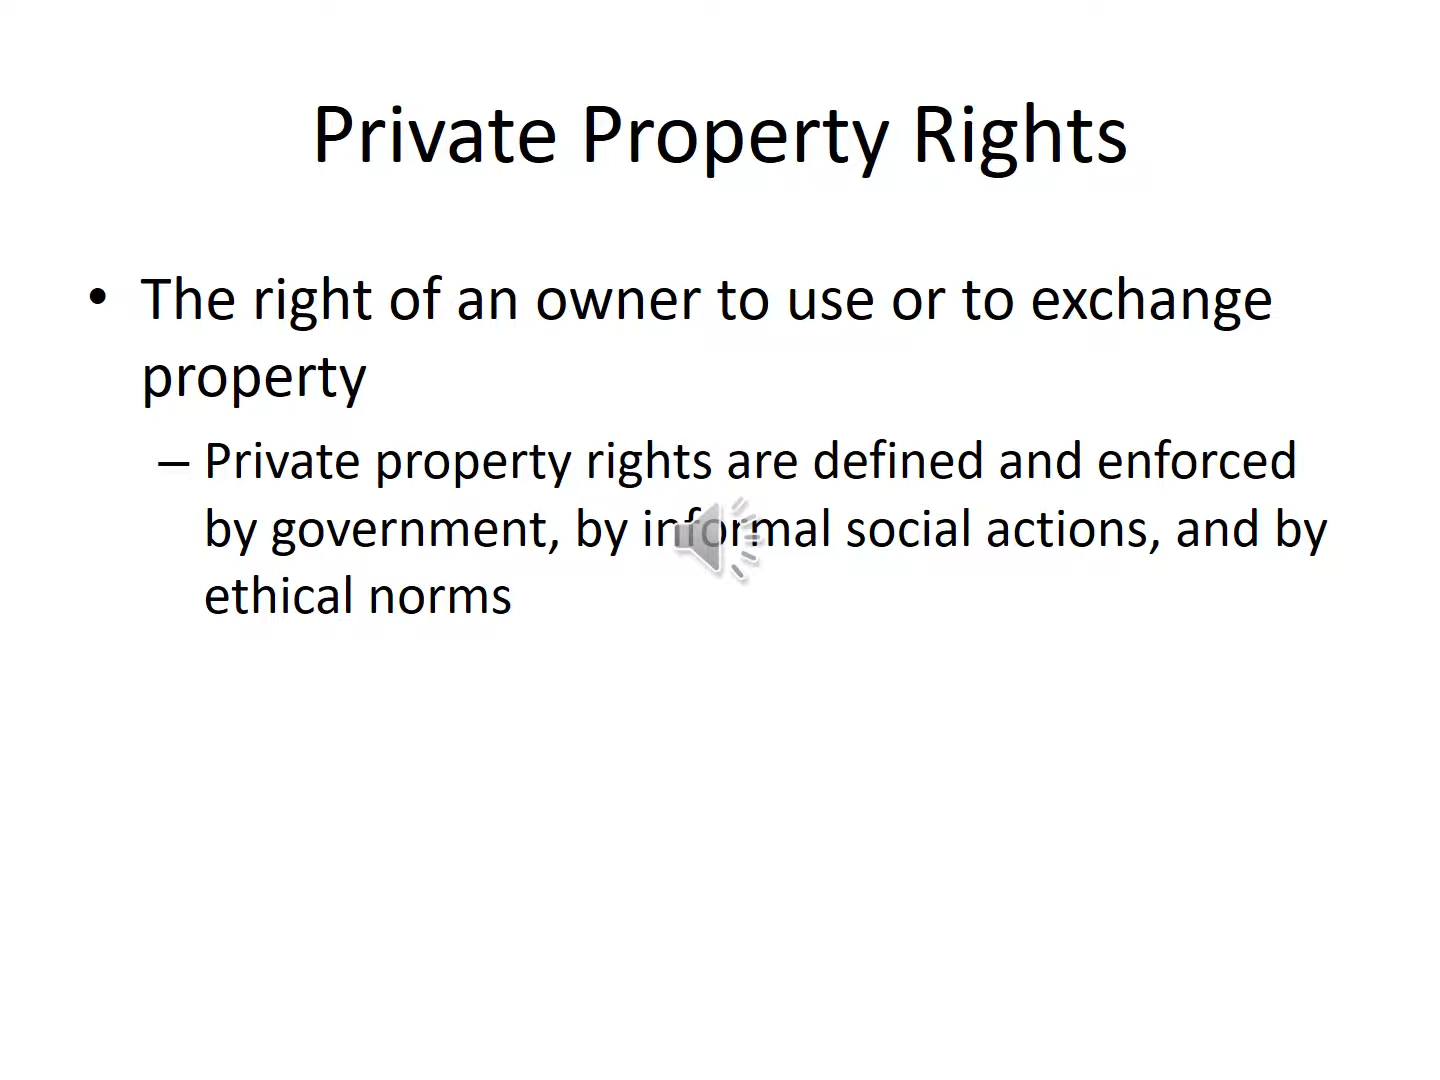 Private Property Rights
• The right of an owner to use or to exchange
property
– Private property rights are defined and enforced
by government, by informal social actions, and by
ethical norms